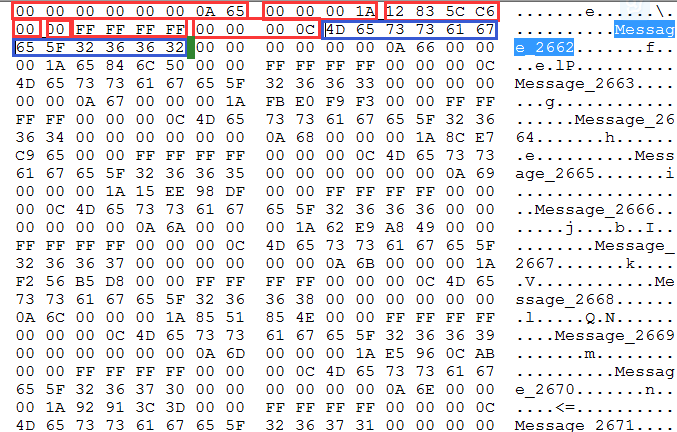 00 00 00 00 00 00 0A 65 00 00 00 1A 12 83 5C C6 .......e......\.
00 00 FF FF FF FF 00 00 00 0C 4D 65 73 73 61 67 ..........Messag
65 5F 32 36 36 32 00 00 00 00 00 00 0A 66 00 00 e_2662.......f..
00 1A 65 84 6C 50 00 00 FF FF FF FF 00 00 00 0C ..e.lP..........
4D 65 73 73 61 67 65 5F 32 36 36 33 00 00 00 00 Message_2663....
00 00 0A 67 00 00 00 1A FB E0 F9 F3 00 00 FF FF ...g............
FF FF 00 00 00 0C 4D 65 73 73 61 67 65 5F 32 36 ......Message_26
36 34 00 00 00 00 00 00 0A 68 00 00 00 1A 8C E7 64.......h......
C9 65 00 00 FF FF FF FF 00 00 00 0C 4D 65 73 73 .e..........Mess
61 67 65 5F 32 36 36 35 00 00 00 00 00 00 0A 69 age_2665.......i
00 00 00 1A 15 EE 98 DF 00 00 FF FF FF FF 00 00 ................
00 0C 4D 65 73 73 61 67 65 5F 32 36 36 36 00 00 ..Message_2666..
00 00 00 00 0A 6A 00 00 00 1A 62 E9 A8 49 00 00 .....j....b..I..
FF FF FF FF 00 00 00 0C 4D 65 73 73 61 67 65 5F ........Message_
32 36 36 37 00 00 00 00 00 00 0A 6B 00 00 00 1A 2667.......k....
F2 56 B5 D8 00 00 FF FF FF FF 00 00 00 0C 4D 65 .V............Me
73 73 61 67 65 5F 32 36 36 38 00 00 00 00 00 00 ssage_2668......
0A 6C 00 00 00 1A 85 51 85 4E 00 00 FF FF FF FF .l.....Q.N......
00 00 00 0C 4D 65 73 73 61 67 65 5F 32 36 36 39 ....Message_2669
00 00 00 00 00 00 0A 6D 00 00 00 1A E5 96 0C AB .......m........
00 00 FF FF FF FF 00 00 00 0C 4D 65 73 73 61 67 ..........Messag
65 5F 32 36 37 30 00 00 00 00 00 00 0A 6E 00 00 e_2670.......n..
00 1A 92 91 3C 3D 00 00 FF FF FF FF 00 00 00 0C ....<=..........
4D 65 73 73 61 67 65 5F 32 36 37 31 00 00 00 00 Message_2671....